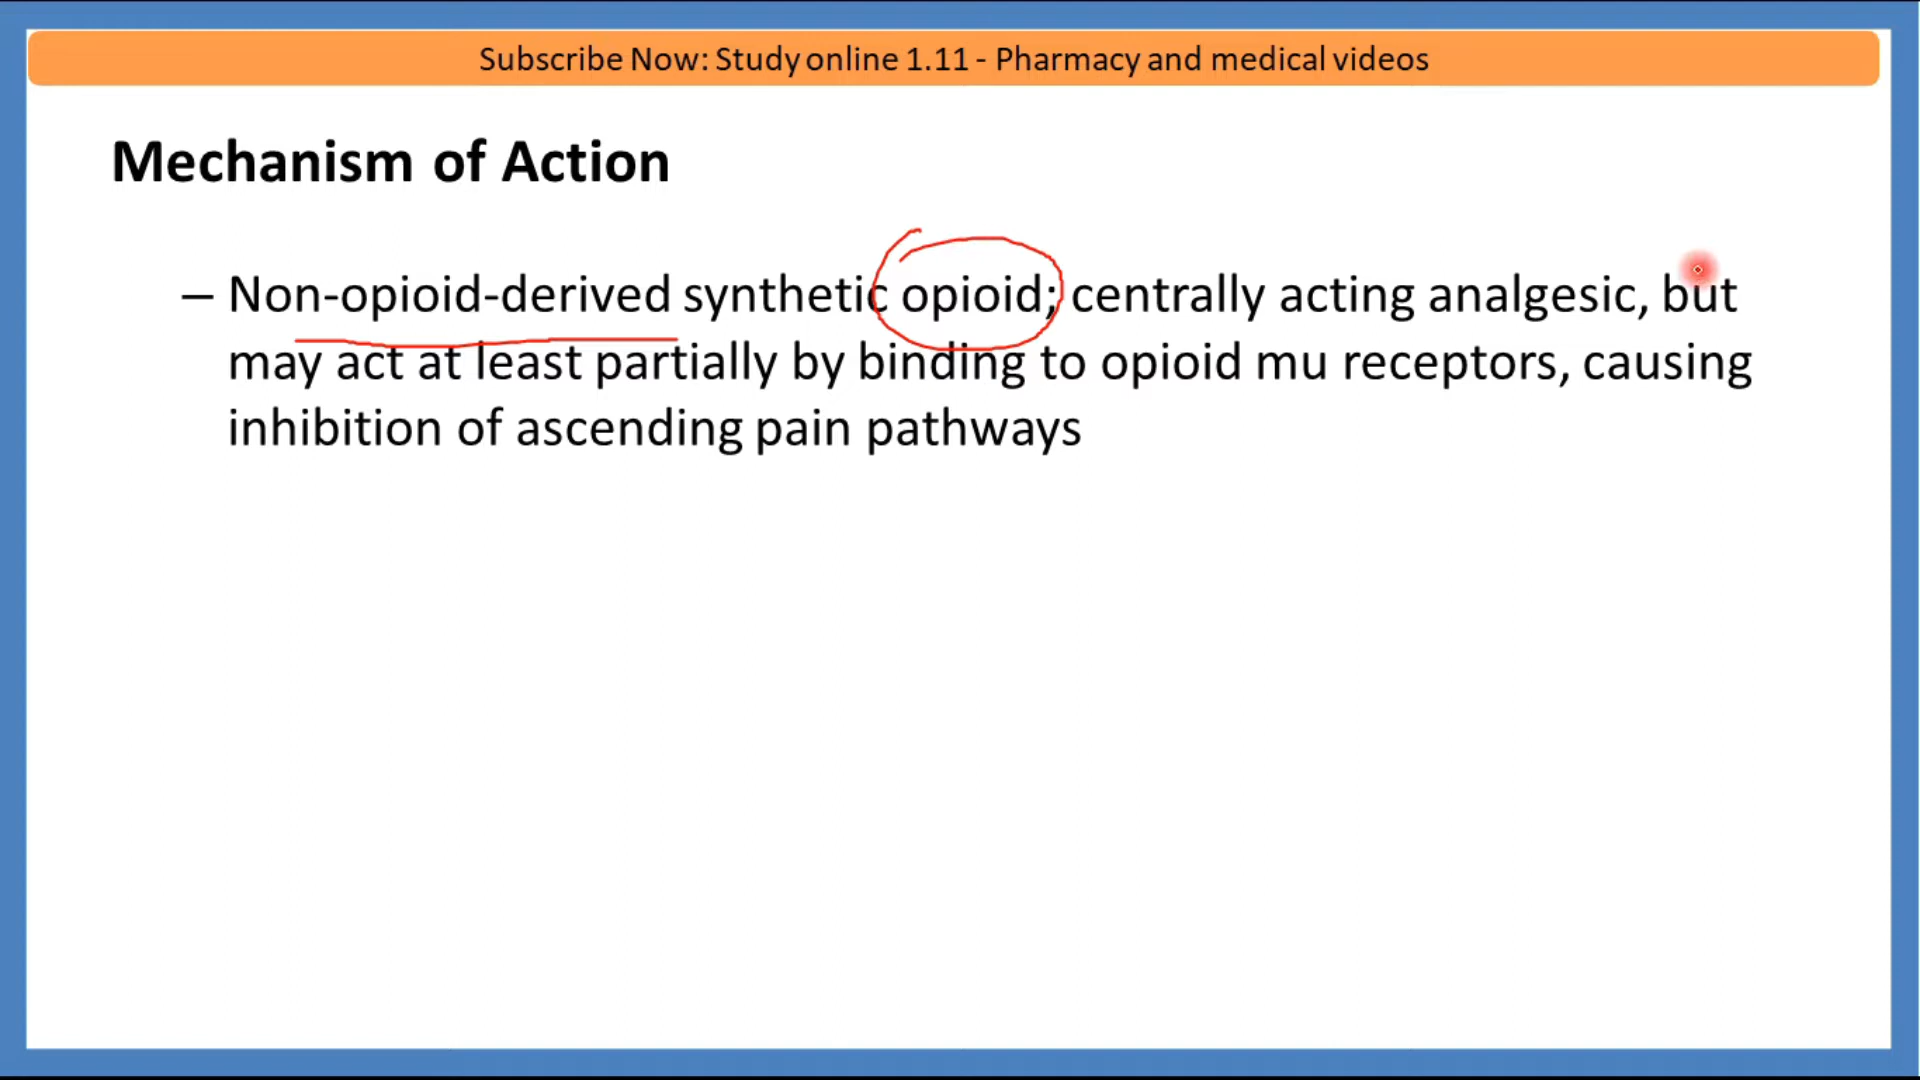 Subscribe Now: Study online 1.11 - Pharmacy and medical videos
Mechanism of Action
– Non-opioid-derived synthetic opioid; centrally acting analgesic, but
may act at least partially by binding to opioid mu receptors, causing
inhibition of ascending pain pathways